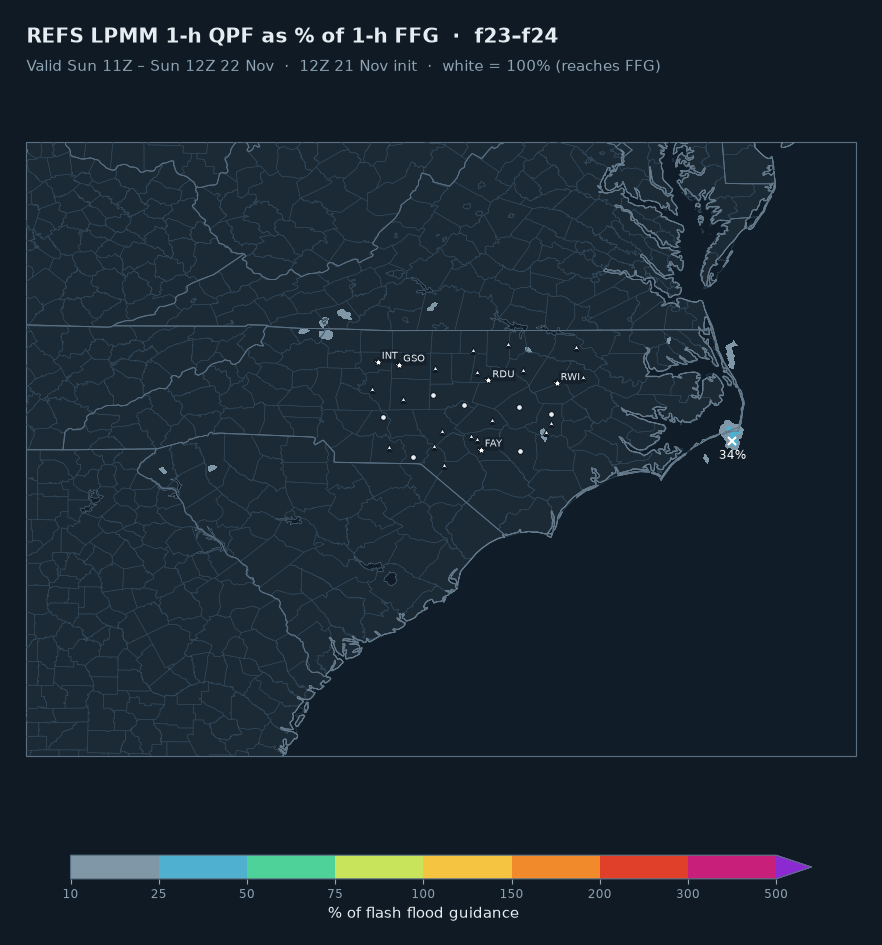 REFS LPMM 1-h QPF as % of 1-h FFG · f23–f24
Valid Sun 11Z – Sun 12Z 22 Nov · 12Z 21 Nov init · white = 100% (reaches FFG)
INT
GSO
RDU
RWI
FAY
34%
10 25 50 75 100 150 200 300 500
% of flash flood guidance